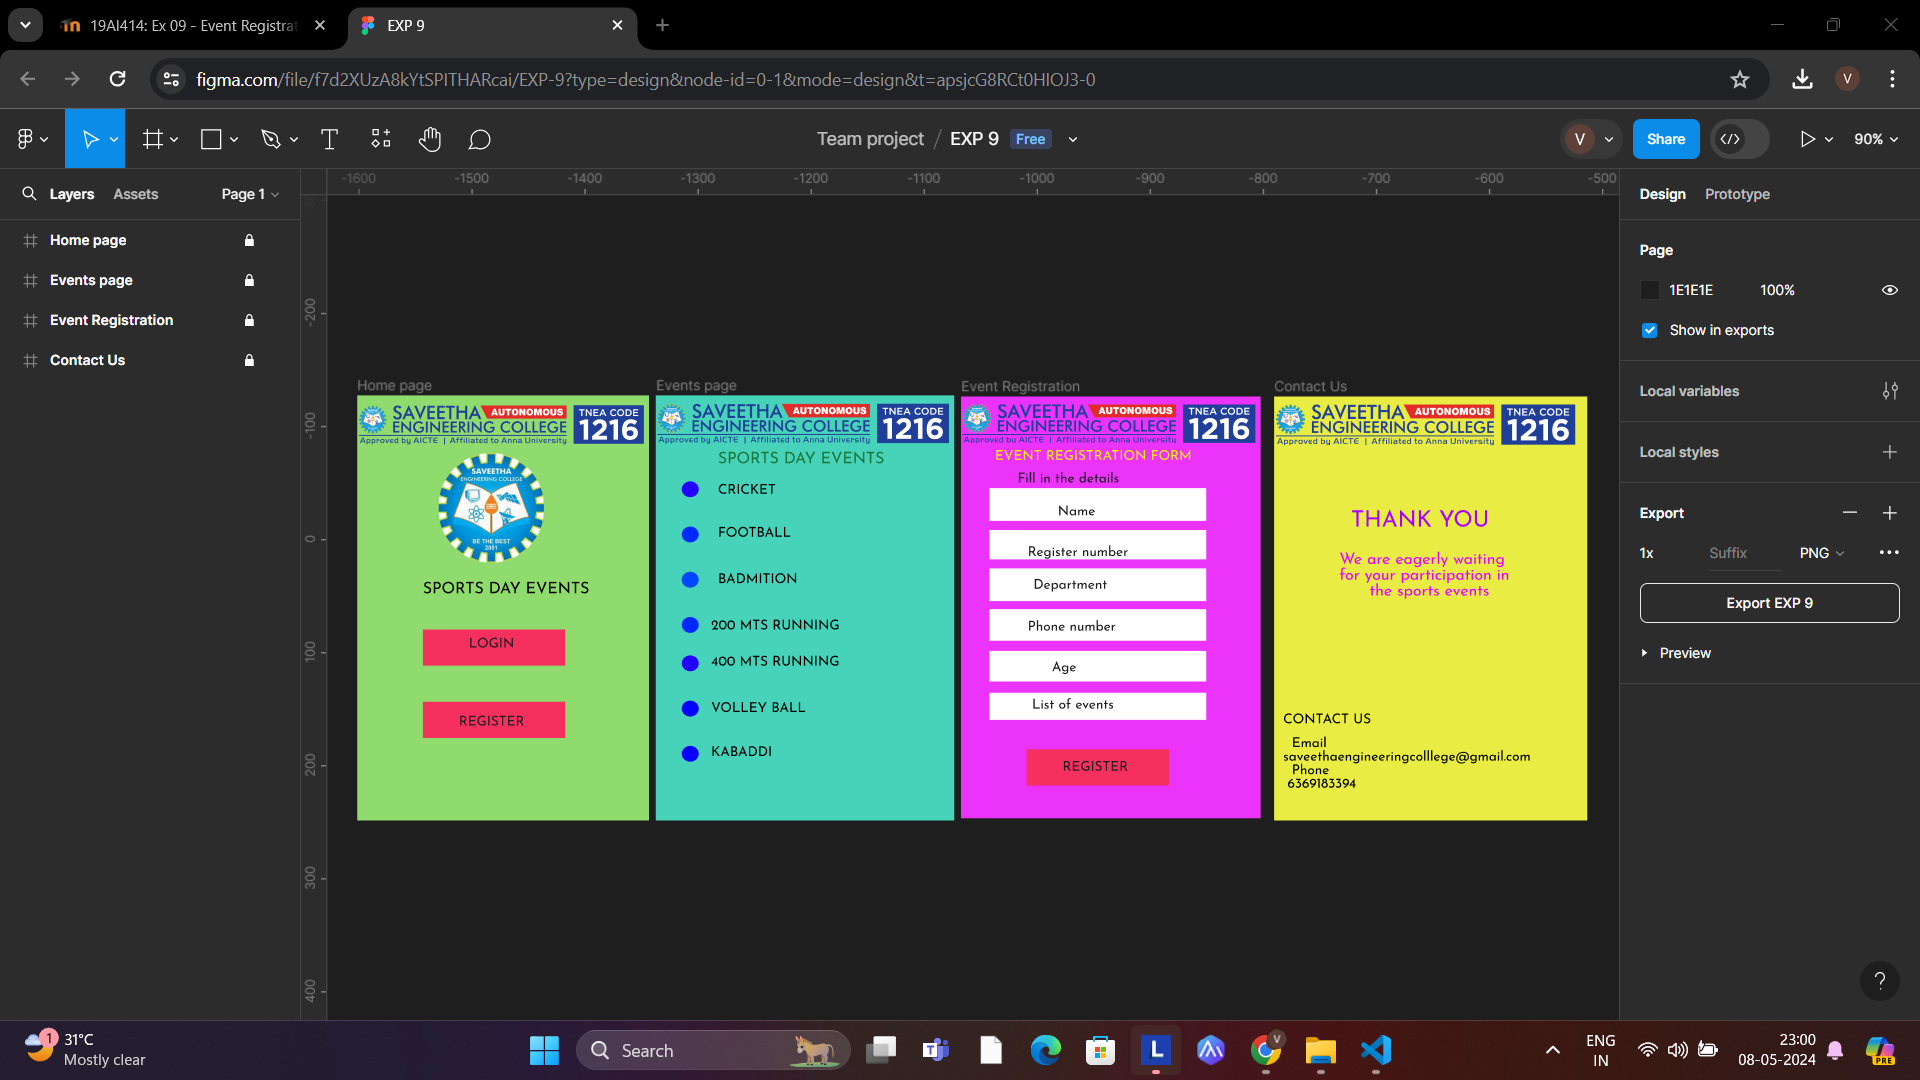 19AI414: Ex 09 - Event Registrat
EXP 9
figma.com/file/f7d2XUzA8kYtSPITHARcai/EXP-9?type=design&node-id=0-1&mode=design&t=apsjcG8RCt0HIOJ3-0
V
Team project / EXP 9 Free
V
Share
90%
Layers Assets Page 1
-1600 -1500 -1400 -1300 -1200 -1100 -1000 -900 -800 -700 -600 -500
Design Prototype
Home page
Events page
Event Registration
Contact Us
-200
-100
0
100
200
300
400
Home page
SAVEETHA AUTONOMOUS
ENGINEERING COLLEGE
Approved by AICTE | Affiliated to Anna University
TNEA CODE
1216
SAVEETHA
ENGINEERING COLLEGE
BE THE BEST
2001
SPORTS DAY EVENTS
LOGIN
REGISTER
Events page
SAVEETHA AUTONOMOUS
ENGINEERING COLLEGE
Approved by AICTE | Affiliated to Anna University
TNEA CODE
1216
SPORTS DAY EVENTS
CRICKET
FOOTBALL
BADMITION
200 MTS RUNNING
400 MTS RUNNING
VOLLEY BALL
KABADDI
Event Registration
SAVEETHA AUTONOMOUS
ENGINEERING COLLEGE
Approved by AICTE | Affiliated to Anna University
TNEA CODE
1216
EVENT REGISTRATION FORM
Fill in the details
Name
Register number
Department
Phone number
Age
List of events
REGISTER
Contact Us
SAVEETHA AUTONOMOUS
ENGINEERING COLLEGE
Approved by AICTE | Affiliated to Anna University
TNEA CODE
1216
THANK YOU
We are eagerly waiting
for your participation in
the sports events
CONTACT US
Email
saveethaengineeringcolllege@gmail.com
Phone
6369183394
Page
1E1E1E 100%
Show in exports
Local variables
Local styles
Export
1x Suffix PNG
Export EXP 9
Preview
?
1
31°C
Mostly clear
Search
L
V
ENG
IN
23:00
08-05-2024
PRE